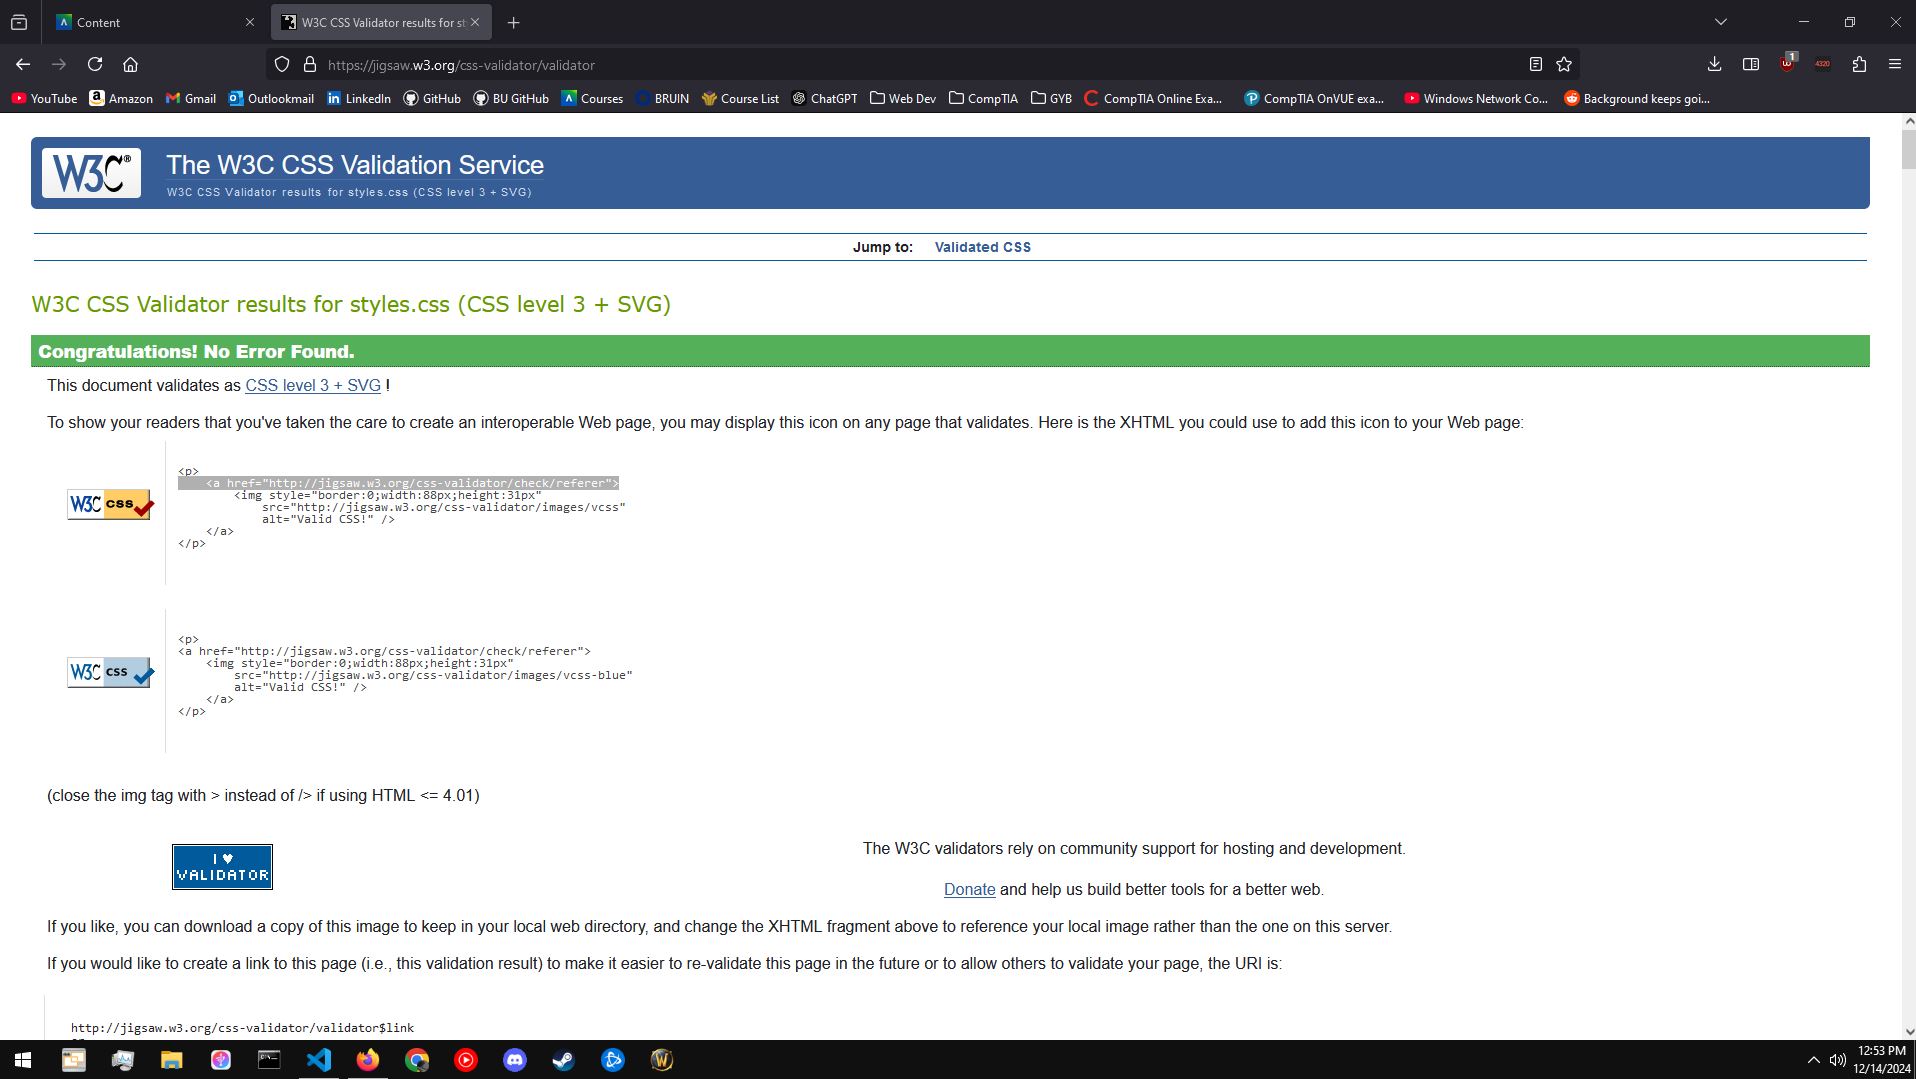 Content
W3C CSS Validator results for st
https://jigsaw.w3.org/css-validator/validator
1
4320
YouTube
Amazon
Gmail
Outlookmail
LinkedIn
GitHub
BU GitHub
Courses
BRUIN
Course List
ChatGPT
Web Dev
CompTIA
GYB
CompTIA Online Exa...
CompTIA OnVUE exa...
Windows Network Co...
Background keeps goi...
W3C®
The W3C CSS Validation Service
W3C CSS Validator results for styles.css (CSS level 3 + SVG)
Jump to: Validated CSS
W3C CSS Validator results for styles.css (CSS level 3 + SVG)
Congratulations! No Error Found.
This document validates as CSS level 3 + SVG !
To show your readers that you've taken the care to create an interoperable Web page, you may display this icon on any page that validates. Here is the XHTML you could use to add this icon to your Web page:
W3C css
<p>
<a href="http://jigsaw.w3.org/css-validator/check/referer">
<img style="border:0;width:88px;height:31px"
src="http://jigsaw.w3.org/css-validator/images/vcss"
alt="Valid CSS!" />
</a>
</p>
W3C css
<p>
<a href="http://jigsaw.w3.org/css-validator/check/referer">
<img style="border:0;width:88px;height:31px"
src="http://jigsaw.w3.org/css-validator/images/vcss-blue"
alt="Valid CSS!" />
</a>
</p>
(close the img tag with > instead of /> if using HTML <= 4.01)
I ♥
VALIDATOR
The W3C validators rely on community support for hosting and development.
Donate and help us build better tools for a better web.
If you like, you can download a copy of this image to keep in your local web directory, and change the XHTML fragment above to reference your local image rather than the one on this server.
If you would like to create a link to this page (i.e., this validation result) to make it easier to re-validate this page in the future or to allow others to validate your page, the URI is:
http://jigsaw.w3.org/css-validator/validator$link
12:53 PM
12/14/2024